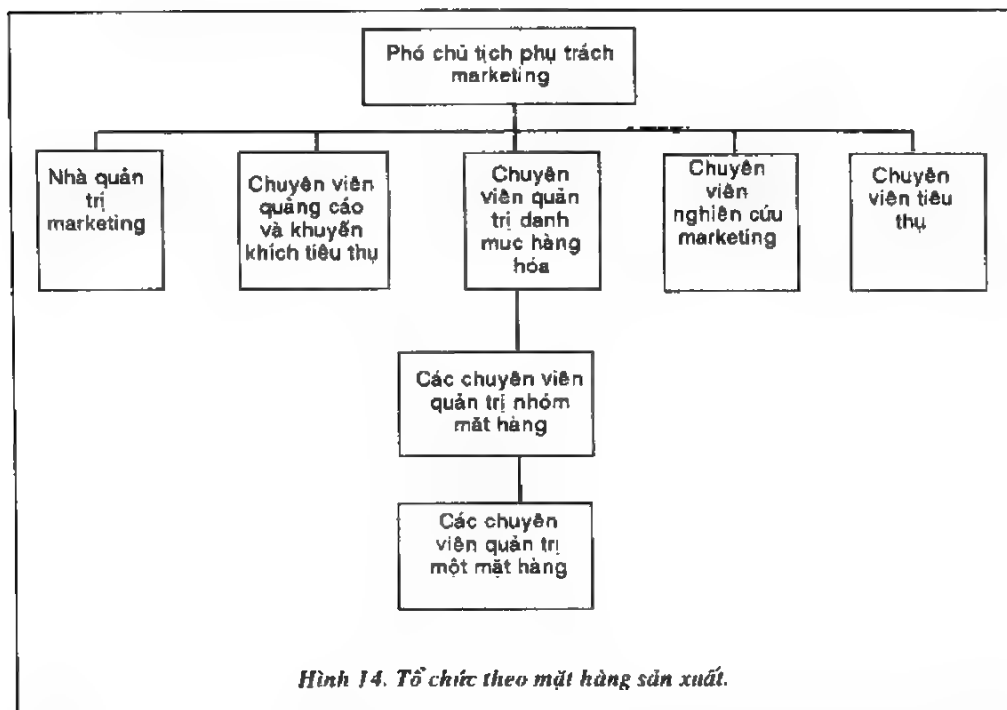 Phó chủ tịch phụ trách
marketing
Nhà quản
trị
marketing
Chuyên viên
quảng cáo
và khuyến
khích tiêu thụ
Chuyên
viên quản
trị danh
mục hàng
hóa
Chuyên
viên
nghiên cứu
marketing
Chuyên
viên tiêu
thụ
Các chuyên viên
quản trị nhóm
mặt hàng
Các chuyên
viên quản trị
một mặt hàng
Hình 14. Tổ chức theo mặt hàng sản xuất.